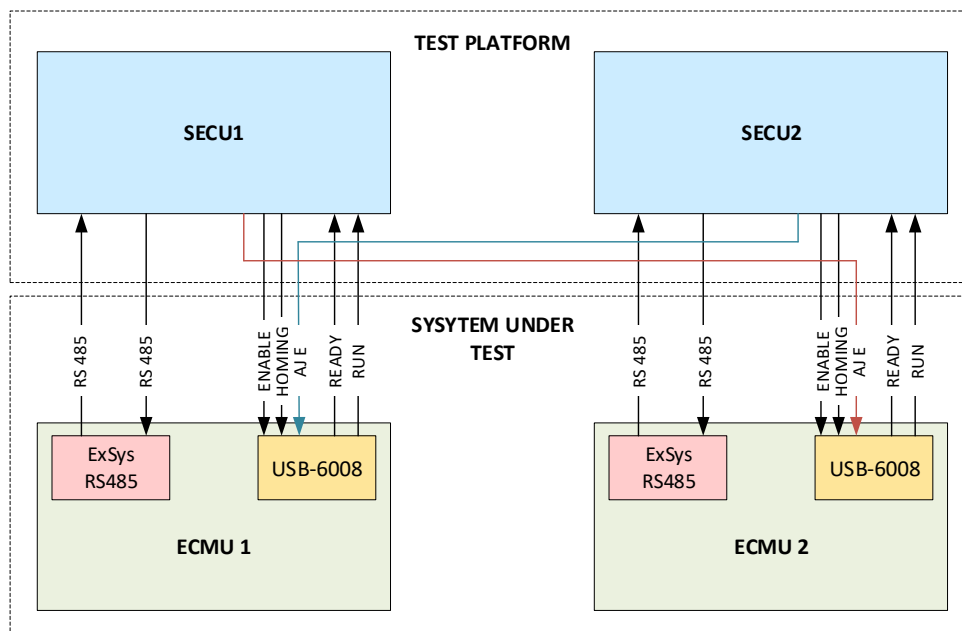 TEST PLATFORM
SECU1
SECU2
RS 485
RS 485
ENABLE
HOMING
AJE
READY
RUN
RS 485
RS 485
ENABLE
HOMING
AJE
READY
RUN
SYSYTEM UNDER
TEST
ExSys
RS485
USB-6008
ECMU 1
ExSys
RS485
USB-6008
ECMU 2